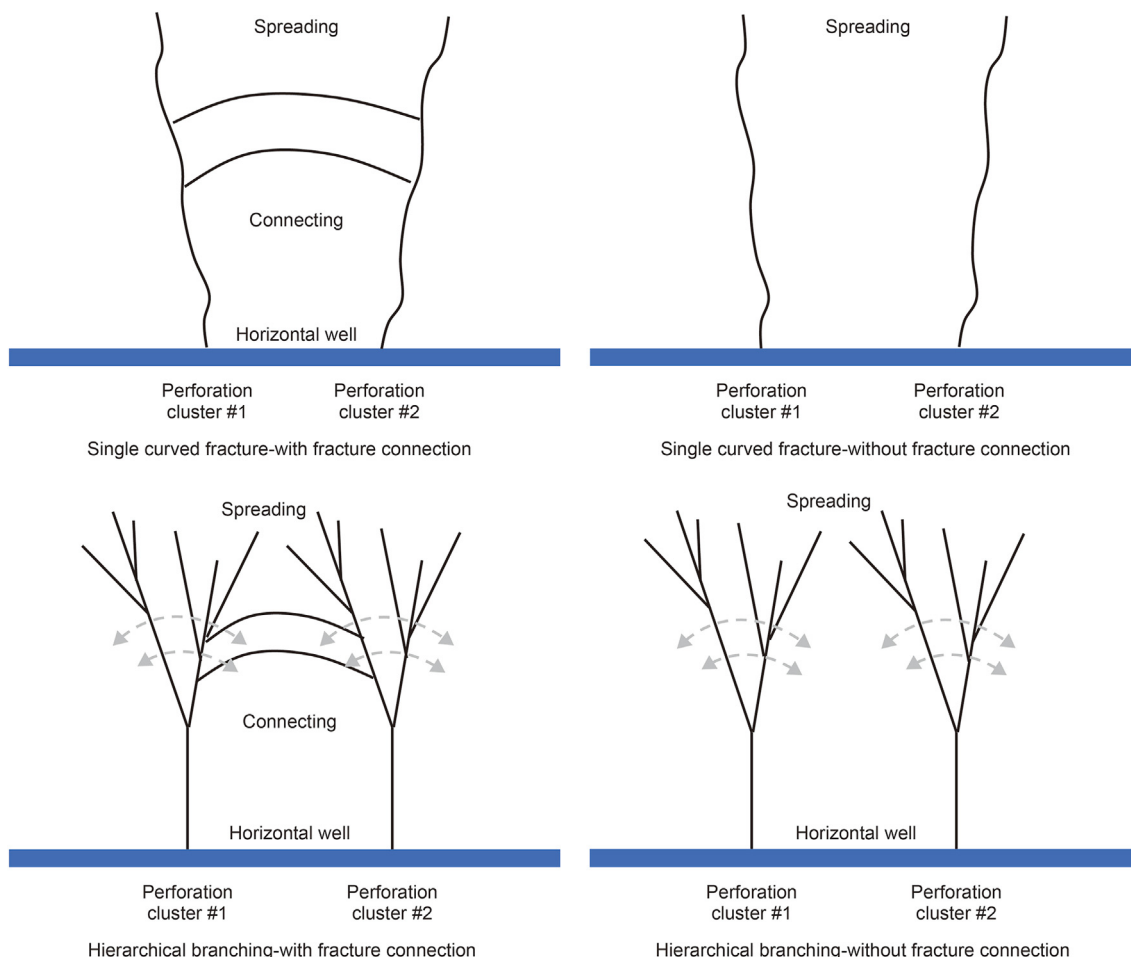 Spreading
Connecting
Horizontal well
Perforation
cluster #1
Perforation
cluster #2
Single curved fracture-with fracture connection
Spreading
Perforation
cluster #1
Perforation
cluster #2
Single curved fracture-without fracture connection
Spreading
Connecting
Horizontal well
Perforation
cluster #1
Perforation
cluster #2
Hierarchical branching-with fracture connection
Spreading
Horizontal well
Perforation
cluster #1
Perforation
cluster #2
Hierarchical branching-without fracture connection